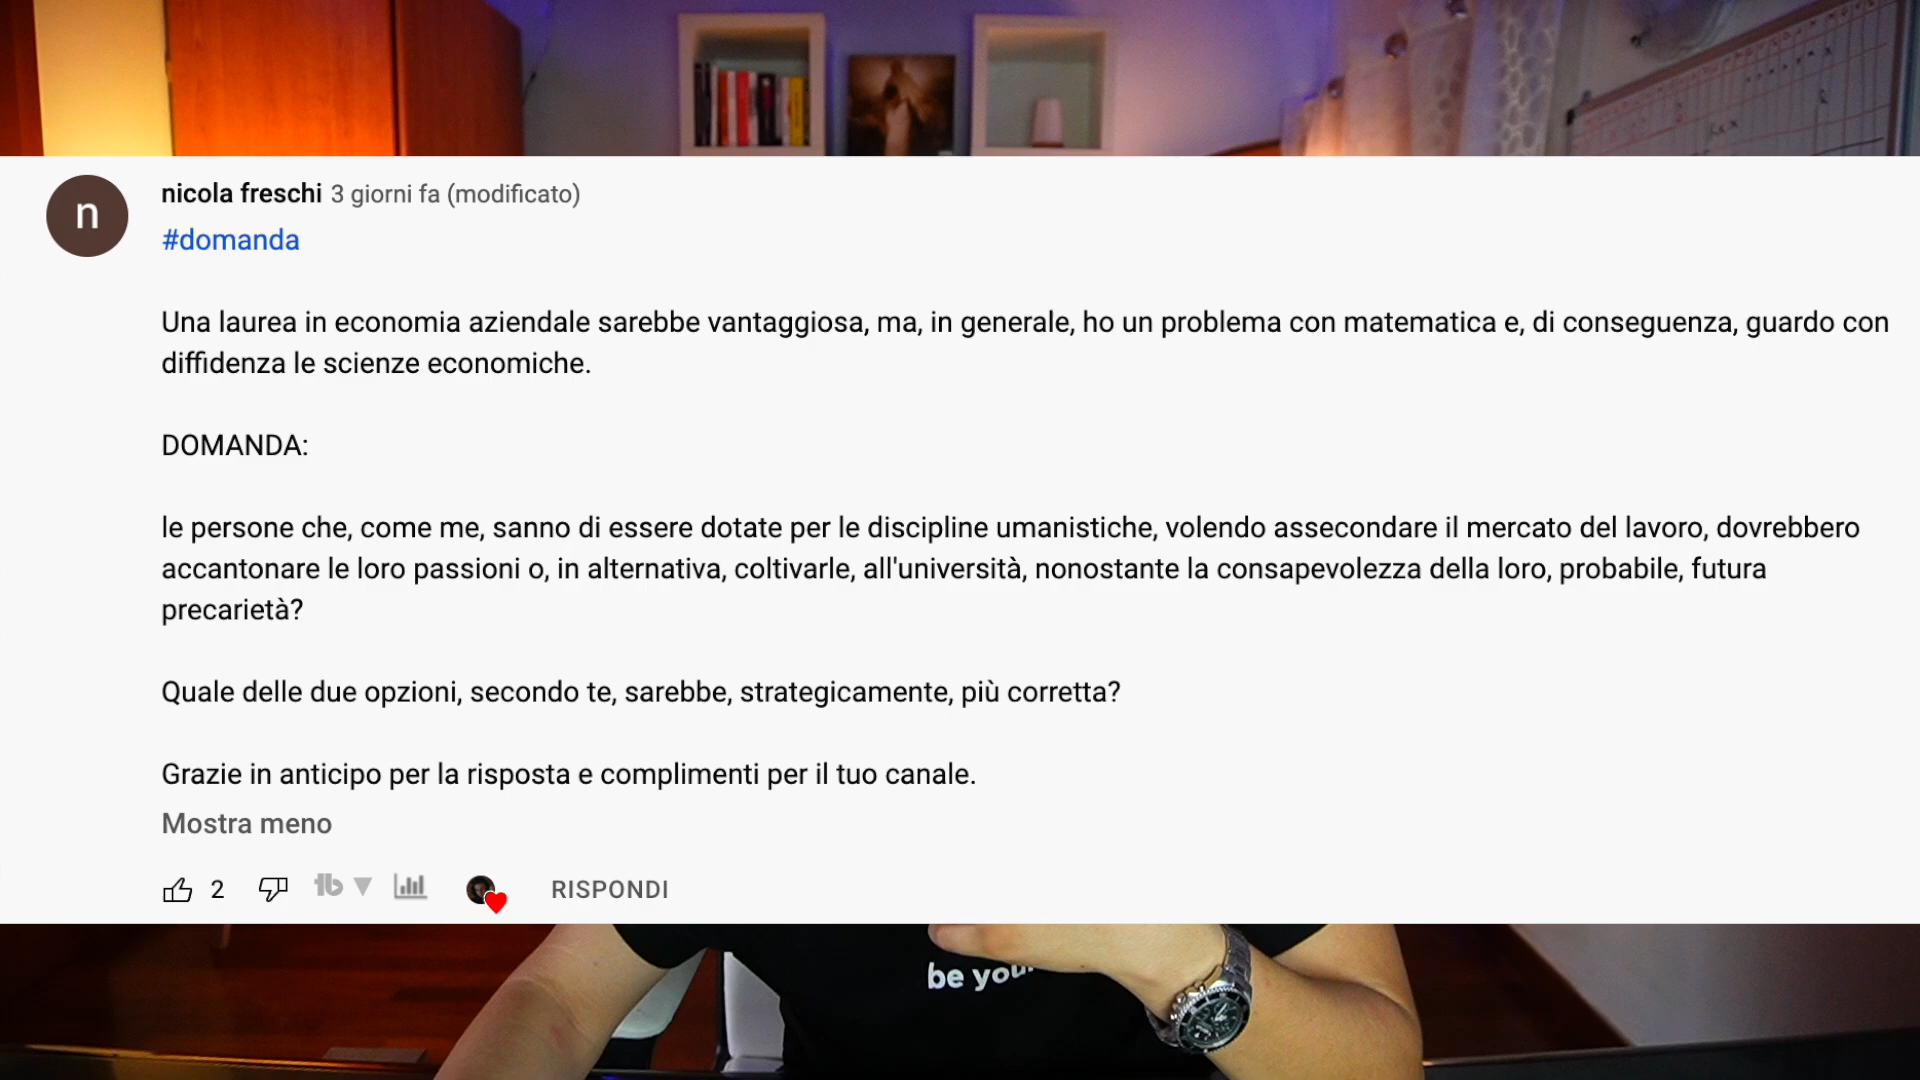 n
nicola freschi 3 giorni fa (modificato)
#domanda
Una laurea in economia aziendale sarebbe vantaggiosa, ma, in generale, ho un problema con matematica e, di conseguenza, guardo con
diffidenza le scienze economiche.
DOMANDA:
le persone che, come me, sanno di essere dotate per le discipline umanistiche, volendo assecondare il mercato del lavoro, dovrebbero
accantonare le loro passioni o, in alternativa, coltivarle, all'università, nonostante la consapevolezza della loro, probabile, futura
precarietà?
Quale delle due opzioni, secondo te, sarebbe, strategicamente, più corretta?
Grazie in anticipo per la risposta e complimenti per il tuo canale.
Mostra meno
2 tb RISPONDI
be your